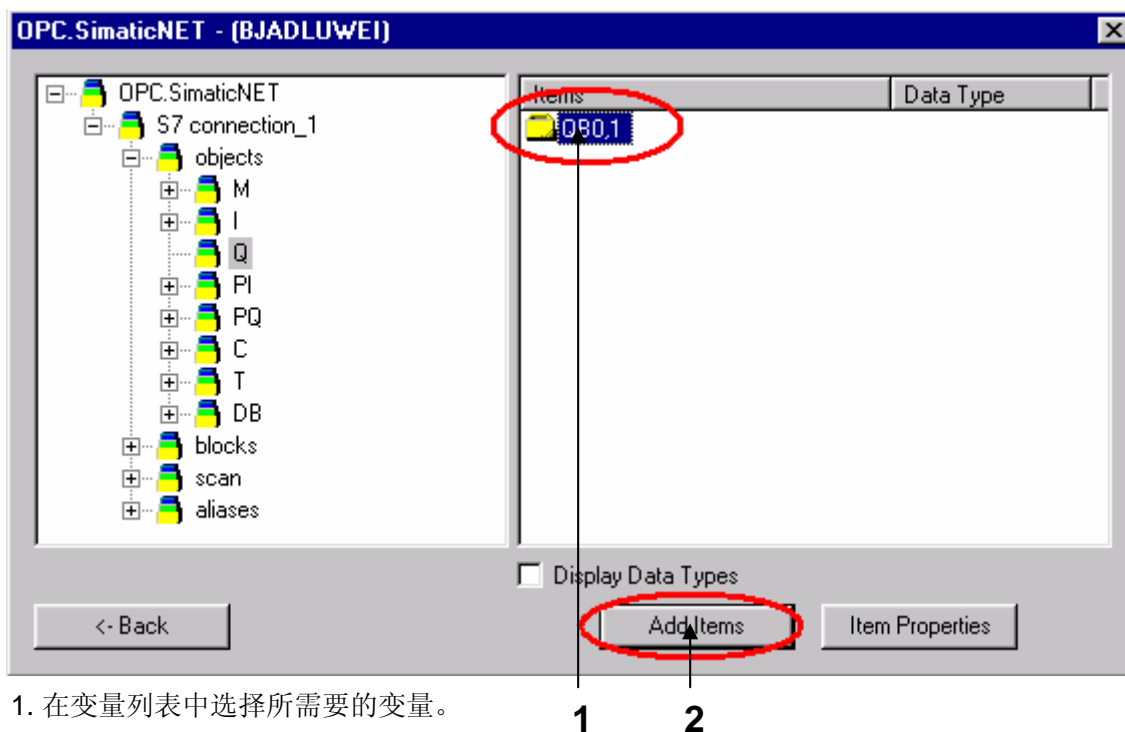 OPC.SimaticNET - (BJADLUWEI)
OPC.SimaticNET
S7 connection_1
objects
M
I
Q
PI
PQ
C
T
DB
blocks
scan
aliases
Items
Data Type
QB0,1
Display Data Types
<- Back
Add Items
Item Properties
1. 在变量列表中选择所需要的变量。
1
2